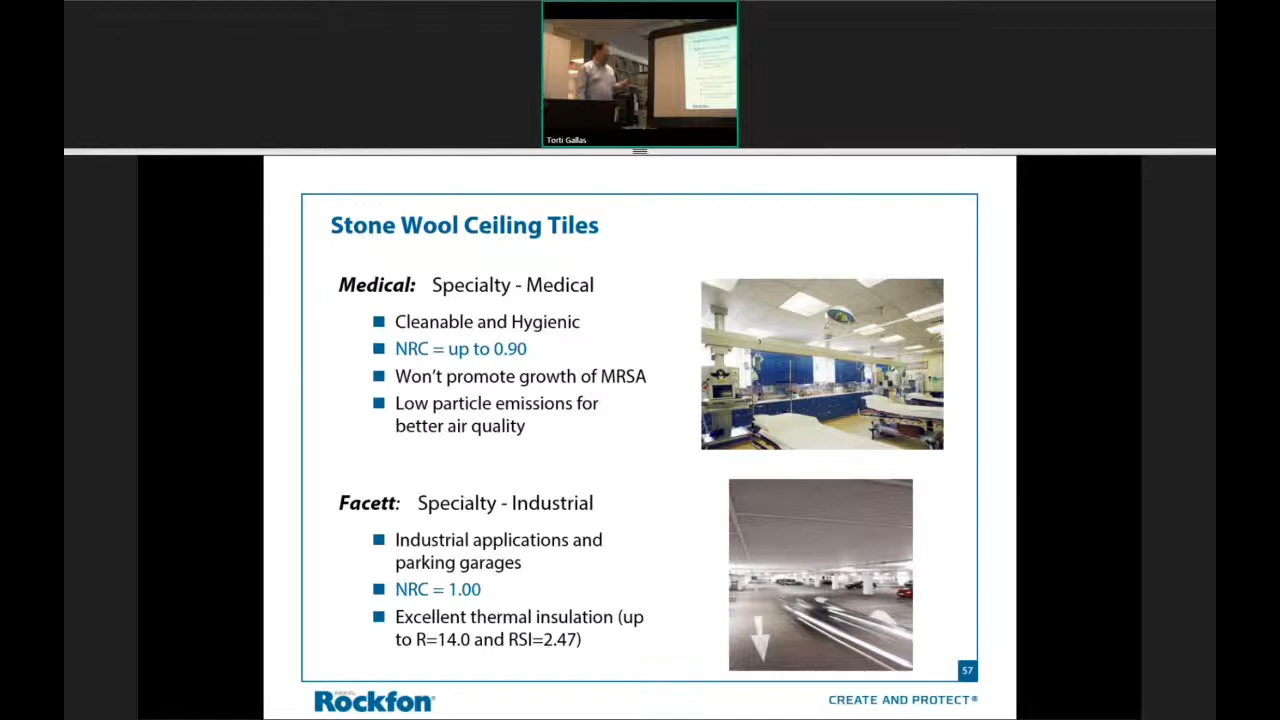 Torti Gallas
Stone Wool Ceiling Tiles
Medical: Specialty - Medical
Cleanable and Hygienic
NRC = up to 0.90
Won't promote growth of MRSA
Low particle emissions for
better air quality
Facett: Specialty - Industrial
Industrial applications and
parking garages
NRC = 1.00
Excellent thermal insulation (up
to R=14.0 and RSI=2.47)
57
Rockfon®
CREATE AND PROTECT®